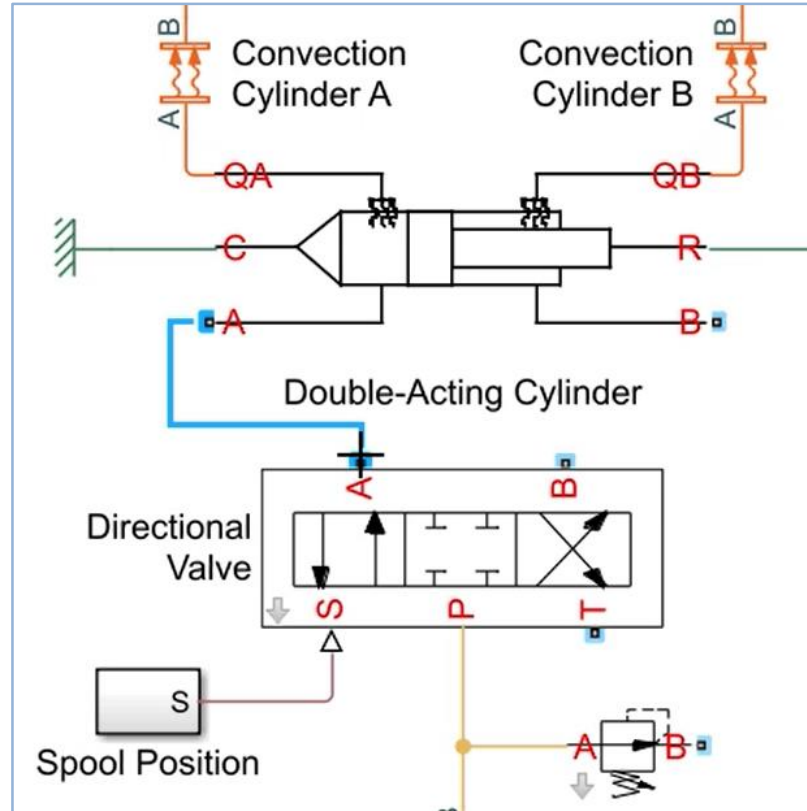 B
B
Convection
Cylinder A
Convection
Cylinder B
A
A
QA
QB
C
R
A
B
Double-Acting Cylinder
A
B
Directional
Valve
S
P
T
S
Spool Position
A
B
B